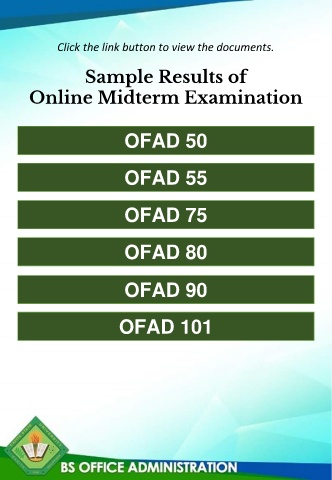 Click the link button to view the documents.
Sample Results of
Online Midterm Examination
OFAD 50
OFAD 55
OFAD 75
OFAD 80
OFAD 90
OFAD 101
BS OFFICE ADMINISTRATION